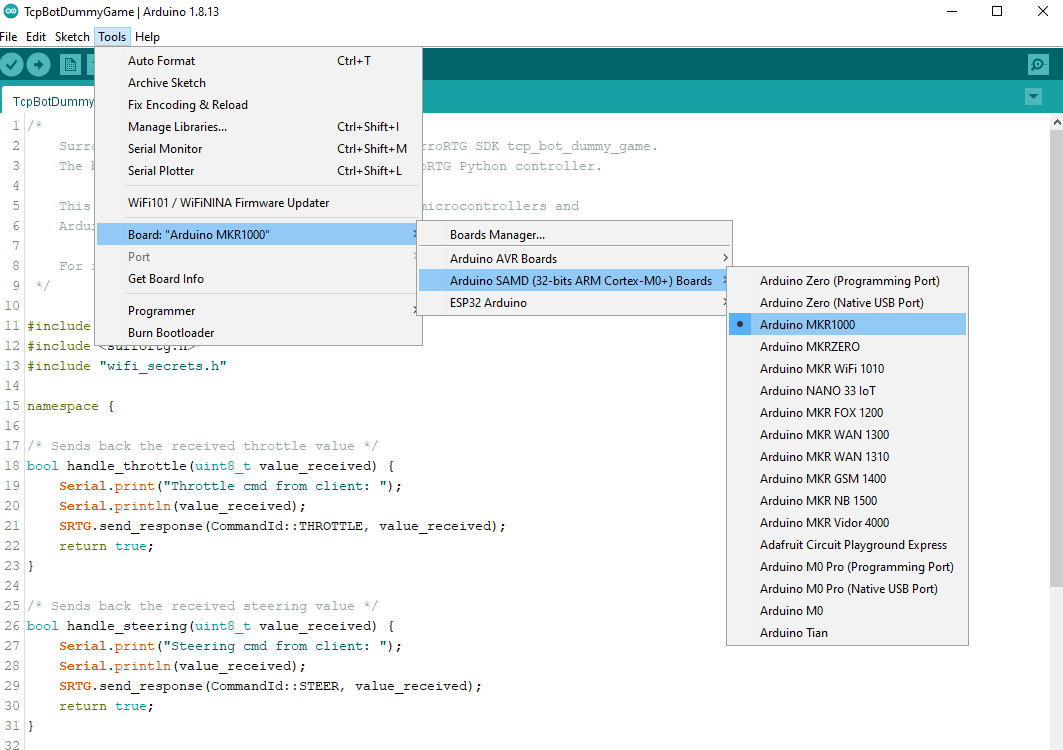 TcpBotDummyGame | Arduino 1.8.13
File Edit Sketch Tools Help
TcpBotDummy
Auto Format Ctrl+T
Archive Sketch
Fix Encoding & Reload
Manage Libraries... Ctrl+Shift+I
Serial Monitor Ctrl+Shift+M
Serial Plotter Ctrl+Shift+L
WiFi101 / WiFiNINA Firmware Updater
Board: "Arduino MKR1000"
Port
Get Board Info
Programmer
Burn Bootloader
Boards Manager...
Arduino AVR Boards
Arduino SAMD (32-bits ARM Cortex-M0+) Boards
ESP32 Arduino
Arduino Zero (Programming Port)
Arduino Zero (Native USB Port)
Arduino MKR1000
Arduino MKRZERO
Arduino MKR WiFi 1010
Arduino NANO 33 IoT
Arduino MKR FOX 1200
Arduino MKR WAN 1300
Arduino MKR WAN 1310
Arduino MKR GSM 1400
Arduino MKR NB 1500
Arduino MKR Vidor 4000
Adafruit Circuit Playground Express
Arduino M0 Pro (Programming Port)
Arduino M0 Pro (Native USB Port)
Arduino M0
Arduino Tian
1 /*
2 Surro SDK tcp_bot_dummy_game.
3 The RTG Python controller.
4
5 This microcontrollers and
6 Ardu
7
8 For
9 */
10
11 #include
12 #include
13 #include "wifi_secrets.h"
14
15 namespace {
16
17 /* Sends back the received throttle value */
18 bool handle_throttle(uint8_t value_received) {
19 Serial.print("Throttle cmd from client: ");
20 Serial.println(value_received);
21 SRTG.send_response(CommandId::THROTTLE, value_received);
22 return true;
23 }
24
25 /* Sends back the received steering value */
26 bool handle_steering(uint8_t value_received) {
27 Serial.print("Steering cmd from client: ");
28 Serial.println(value_received);
29 SRTG.send_response(CommandId::STEER, value_received);
30 return true;
31 }
32